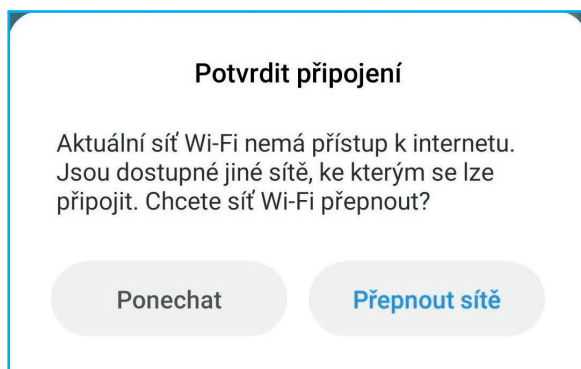 Potvrdit připojení
Aktuální síť Wi-Fi nemá přístup k internetu.
Jsou dostupné jiné sítě, ke kterým se lze
připojit. Chcete síť Wi-Fi přepnout?
Ponechat
Přepnout sítě